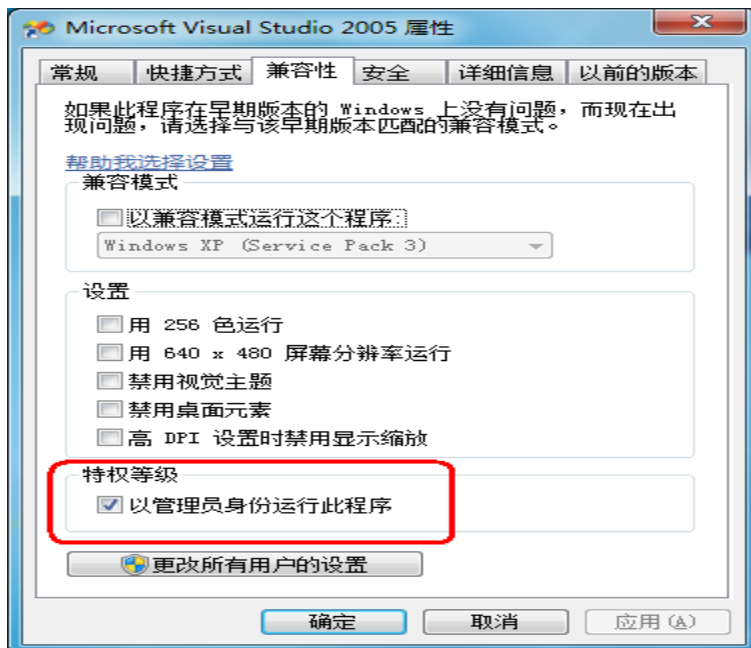 Microsoft Visual Studio 2005 属性
常规 快捷方式 兼容性 安全 详细信息 以前的版本
如果此程序在早期版本的 Windows 上没有问题，而现在出
现问题，请选择与该早期版本匹配的兼容模式。
帮助我选择设置
兼容模式
以兼容模式运行这个程序:
Windows XP (Service Pack 3)
设置
用 256 色运行
用 640 x 480 屏幕分辨率运行
禁用视觉主题
禁用桌面元素
高 DPI 设置时禁用显示缩放
特权等级
以管理员身份运行此程序
更改所有用户的设置
确定 取消 应用(A)